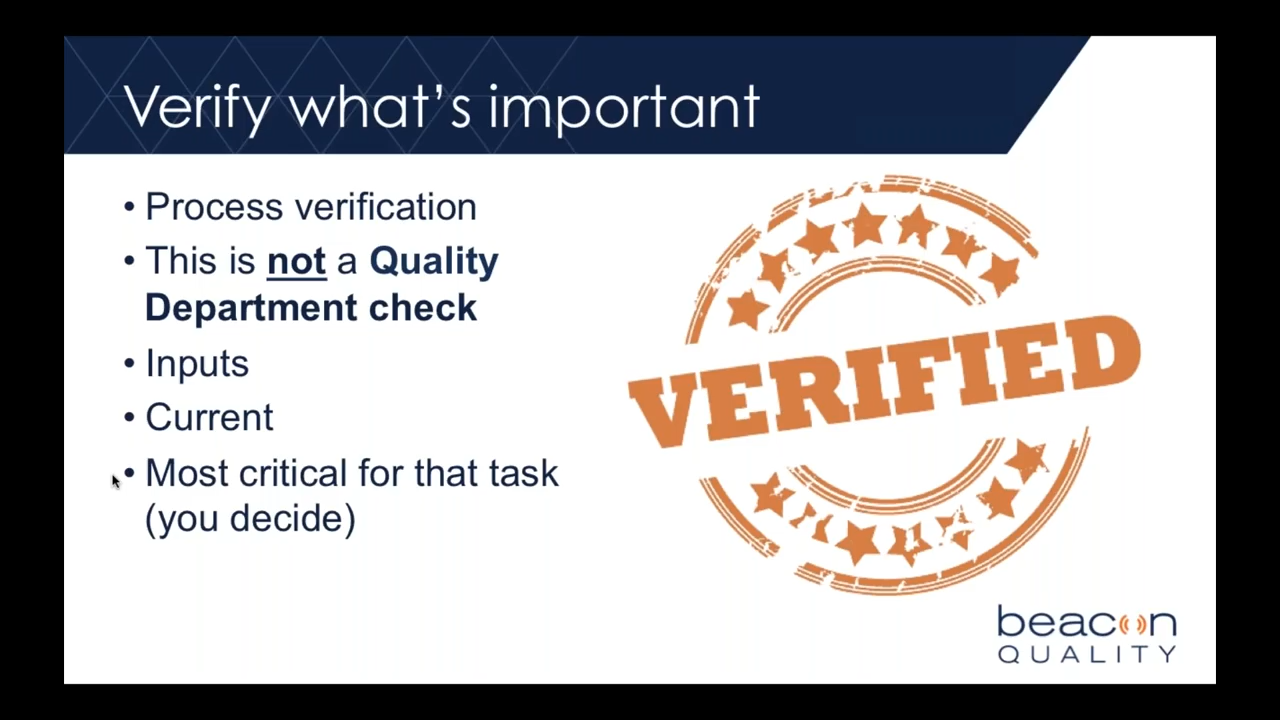 Verify what's important
• Process verification
• This is not a Quality
Department check
• Inputs
• Current
• Most critical for that task
(you decide)
VERIFIED
beacon
QUALITY